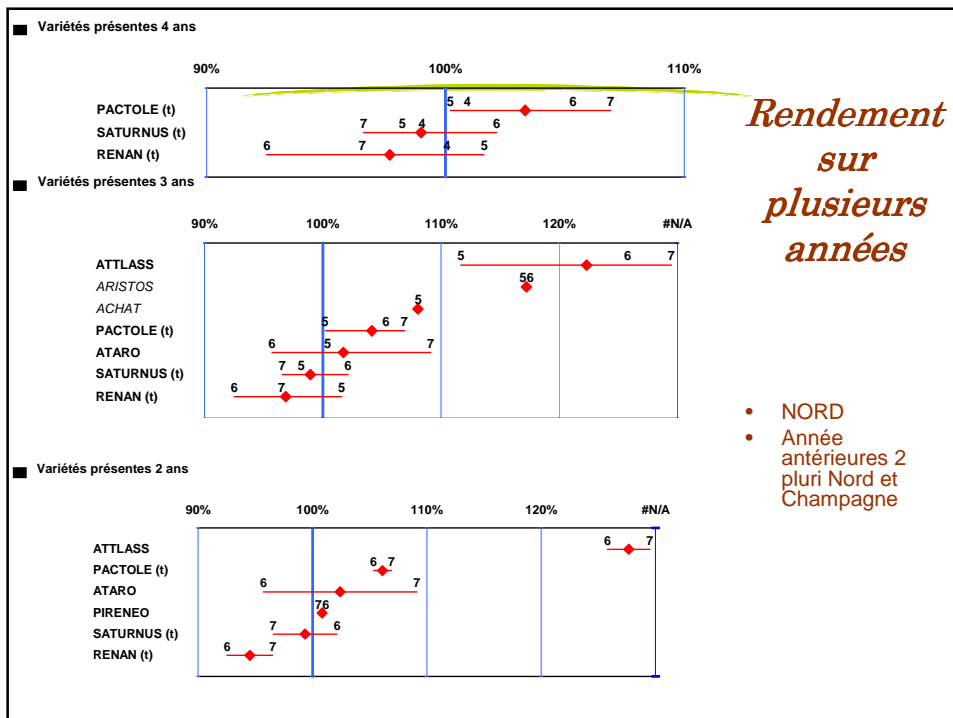 Variétés présentes 4 ans
90% 100% 110%
PACTOLE (t) 5 4 6 7
SATURNUS (t) 7 5 4 6
RENAN (t) 6 7 4 5
Variétés présentes 3 ans
90% 100% 110% 120% #N/A
ATTLASS 5 6 7
ARISTOS 56
ACHAT 5
PACTOLE (t) 5 6 7
ATARO 6 5 7
SATURNUS (t) 7 5 6
RENAN (t) 6 7 5
Variétés présentes 2 ans
90% 100% 110% 120% #N/A
ATTLASS 6 7
PACTOLE (t) 6 7
ATARO 6 7
PIRENEO 76
SATURNUS (t) 7 6
RENAN (t) 6 7
Rendement
sur
plusieurs
années
• NORD
• Année
antérieures 2
pluri Nord et
Champagne